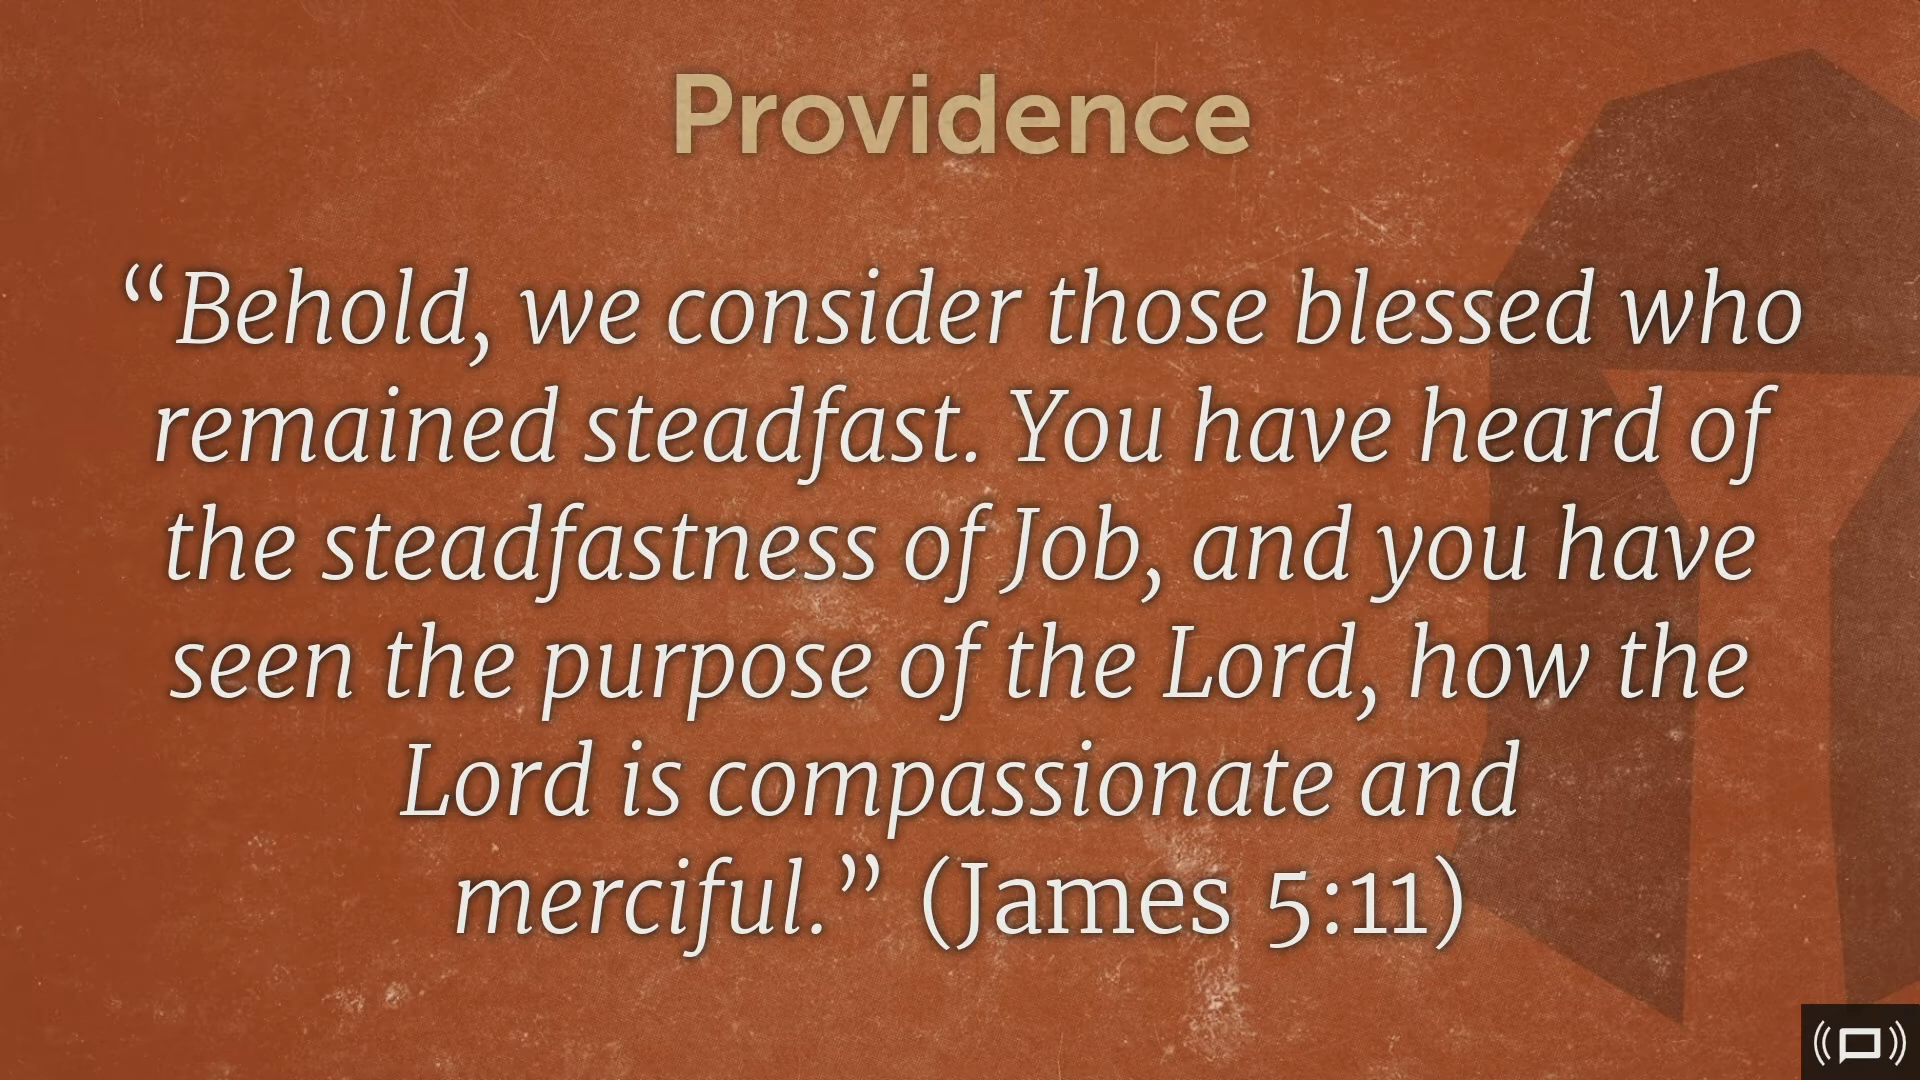 Providence
“Behold, we consider those blessed who
remained steadfast. You have heard of
the steadfastness of Job, and you have
seen the purpose of the Lord, how the
Lord is compassionate and
merciful.” (James 5:11)